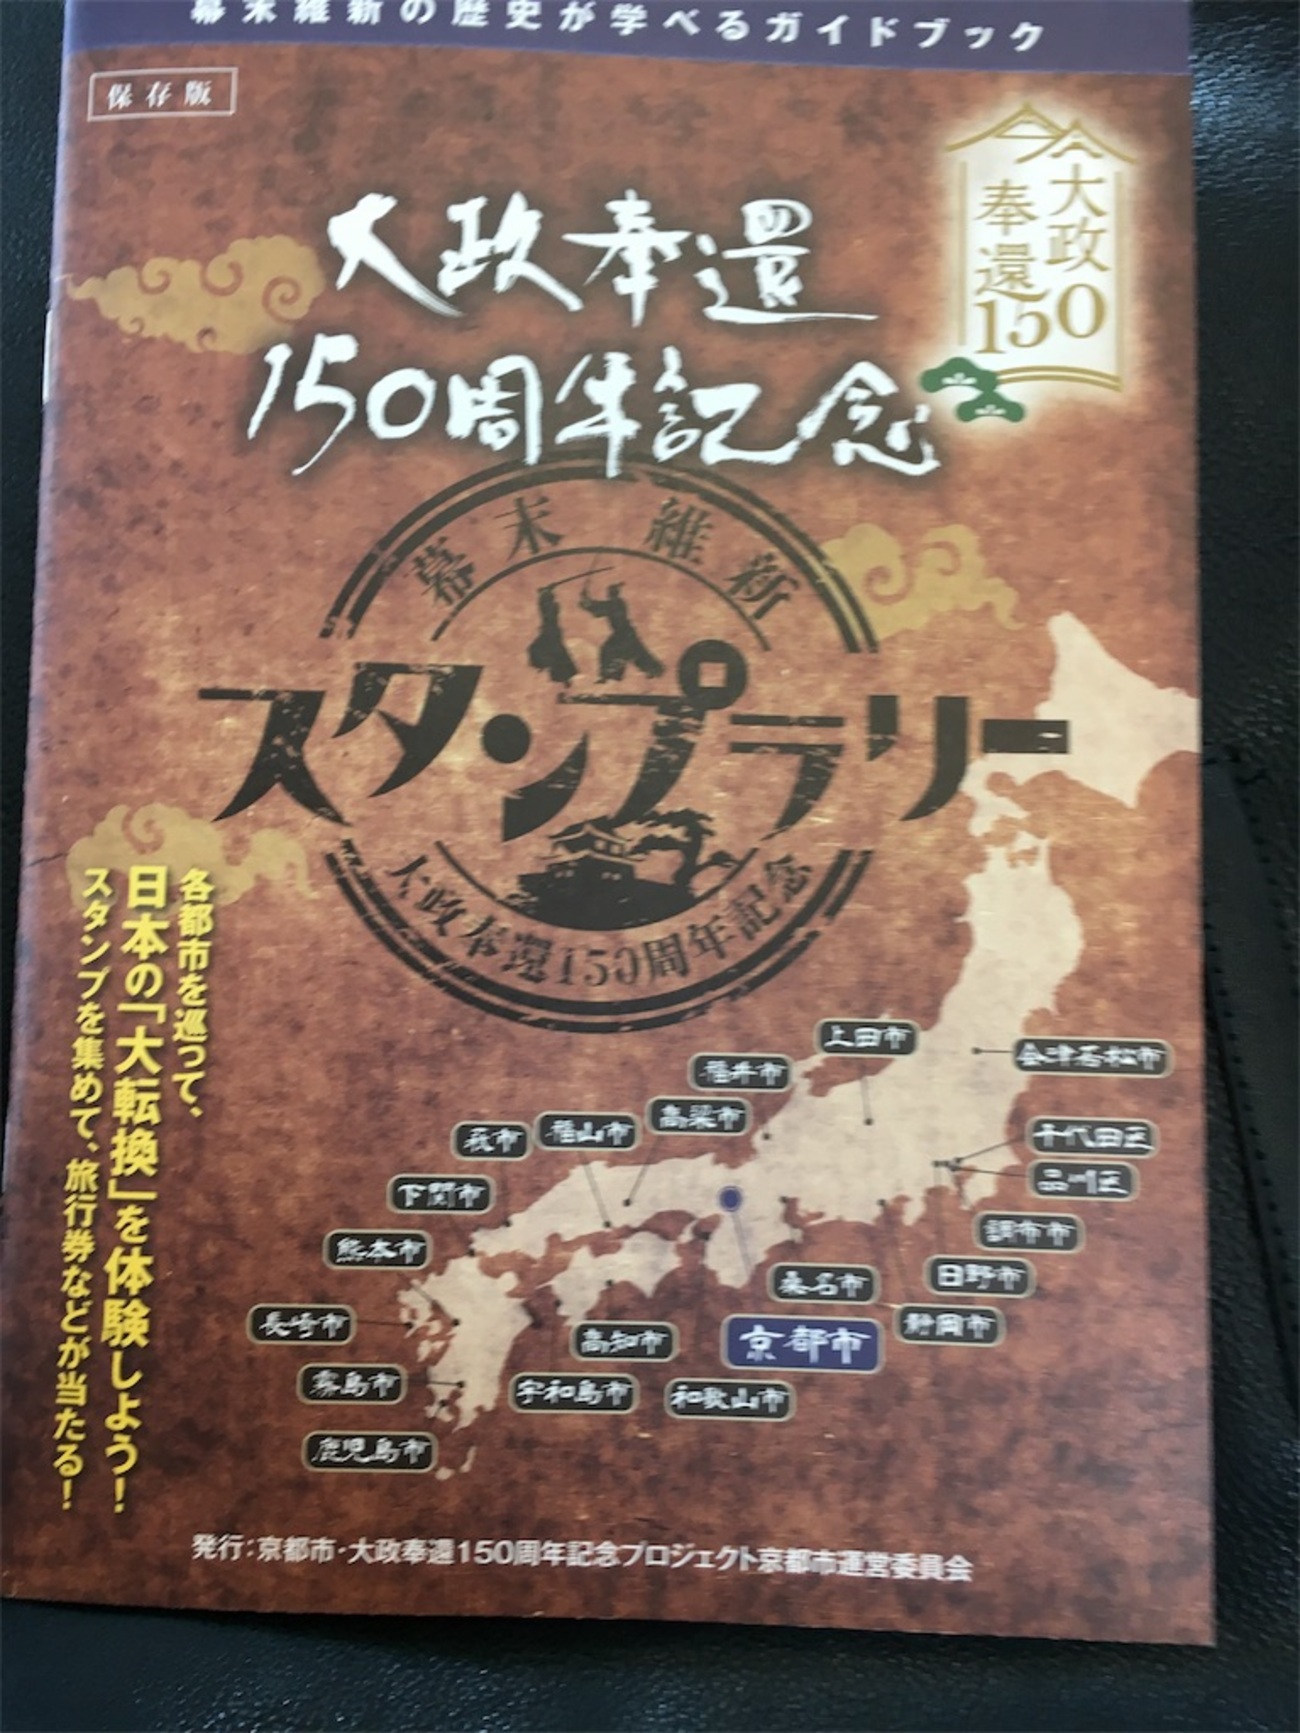 幕末維新の歴史が学べるガイドブック
保存版
大政
奉還
150
大政奉還
150周年記念
幕末維新
スタンプラリー
大政奉還150周年記念
各都市を巡って、
日本の「大転換」を体験しよう!
スタンプを集めて、旅行券などが当たる!
上田市
会津若松市
福井市
高梁市
福山市
萩市
千代田区
品川区
下関市
調布市
熊本市
日野市
桑名市
静岡市
長崎市
高知市
京都市
霧島市
宇和島市
和歌山市
鹿児島市
発行:京都市・大政奉還150周年記念プロジェクト京都市運営委員会